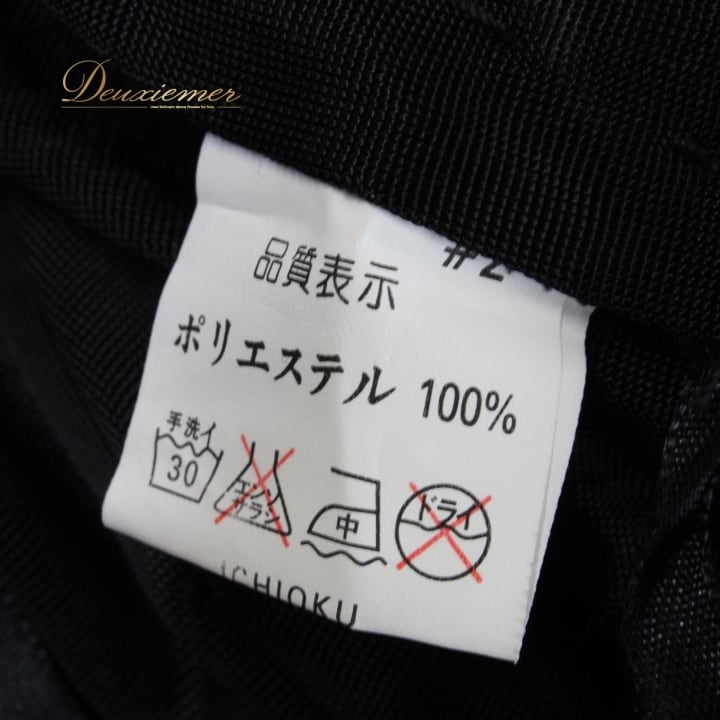 Deuxiemer
#2
品質表示
ポリエステル 100%
手洗イ
30
エンソ
サラシ
中
ドライ
ICHIOKU